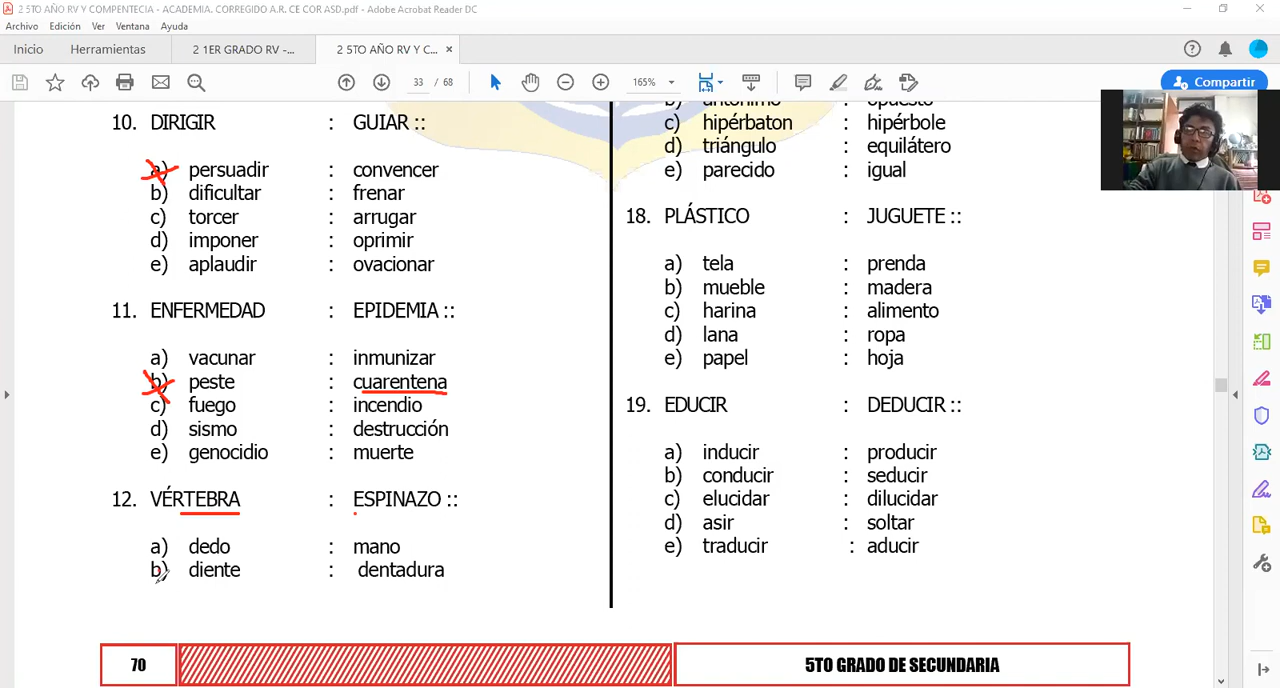 2 5TO AÑO RV Y COMPENTECIA - ACADEMIA. CORREGIDO A.R. CE COR ASD.pdf - Adobe Acrobat Reader DC
Archivo Edición Ver Ventana Ayuda
Inicio Herramientas 2 1ER GRADO RV -... 2 5TO AÑO RV Y C... ×
33 / 68 165% Compartir
10. DIRIGIR : GUIAR ::
a) persuadir : convencer
b) dificultar : frenar
c) torcer : arrugar
d) imponer : oprimir
e) aplaudir : ovacionar
11. ENFERMEDAD : EPIDEMIA ::
a) vacunar : inmunizar
b) peste : cuarentena
c) fuego : incendio
d) sismo : destrucción
e) genocidio : muerte
12. VÉRTEBRA : ESPINAZO ::
a) dedo : mano
b) diente : dentadura
b) antónimo : opuesto
c) hipérbaton : hipérbole
d) triángulo : equilátero
e) parecido : igual
18. PLÁSTICO : JUGUETE ::
a) tela : prenda
b) mueble : madera
c) harina : alimento
d) lana : ropa
e) papel : hoja
19. EDUCIR : DEDUCIR ::
a) inducir : producir
b) conducir : seducir
c) elucidar : dilucidar
d) asir : soltar
e) traducir : aducir
70
5TO GRADO DE SECUNDARIA